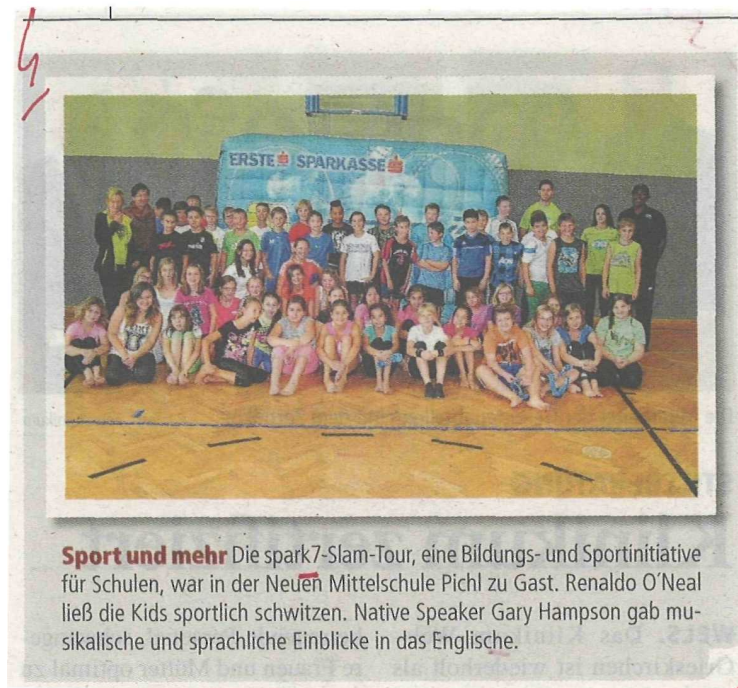 ERSTE SPARKASSE
Sport und mehr Die spark7-Slam-Tour, eine Bildungs- und Sportinitiative
für Schulen, war in der Neuen Mittelschule Pichl zu Gast. Renaldo O'Neal
ließ die Kids sportlich schwitzen. Native Speaker Gary Hampson gab mu-
sikalische und sprachliche Einblicke in das Englische.